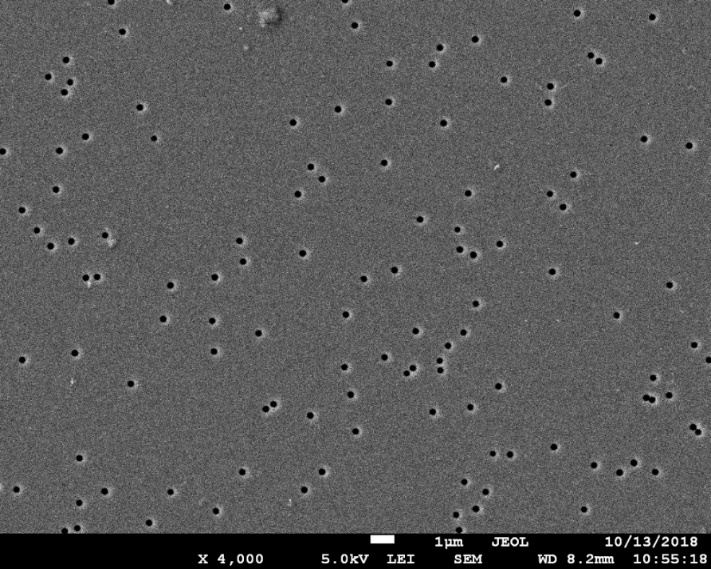 1μm JEOL 10/13/2018
X 4,000 5.0kV LEI SEM WD 8.2mm 10:55:18